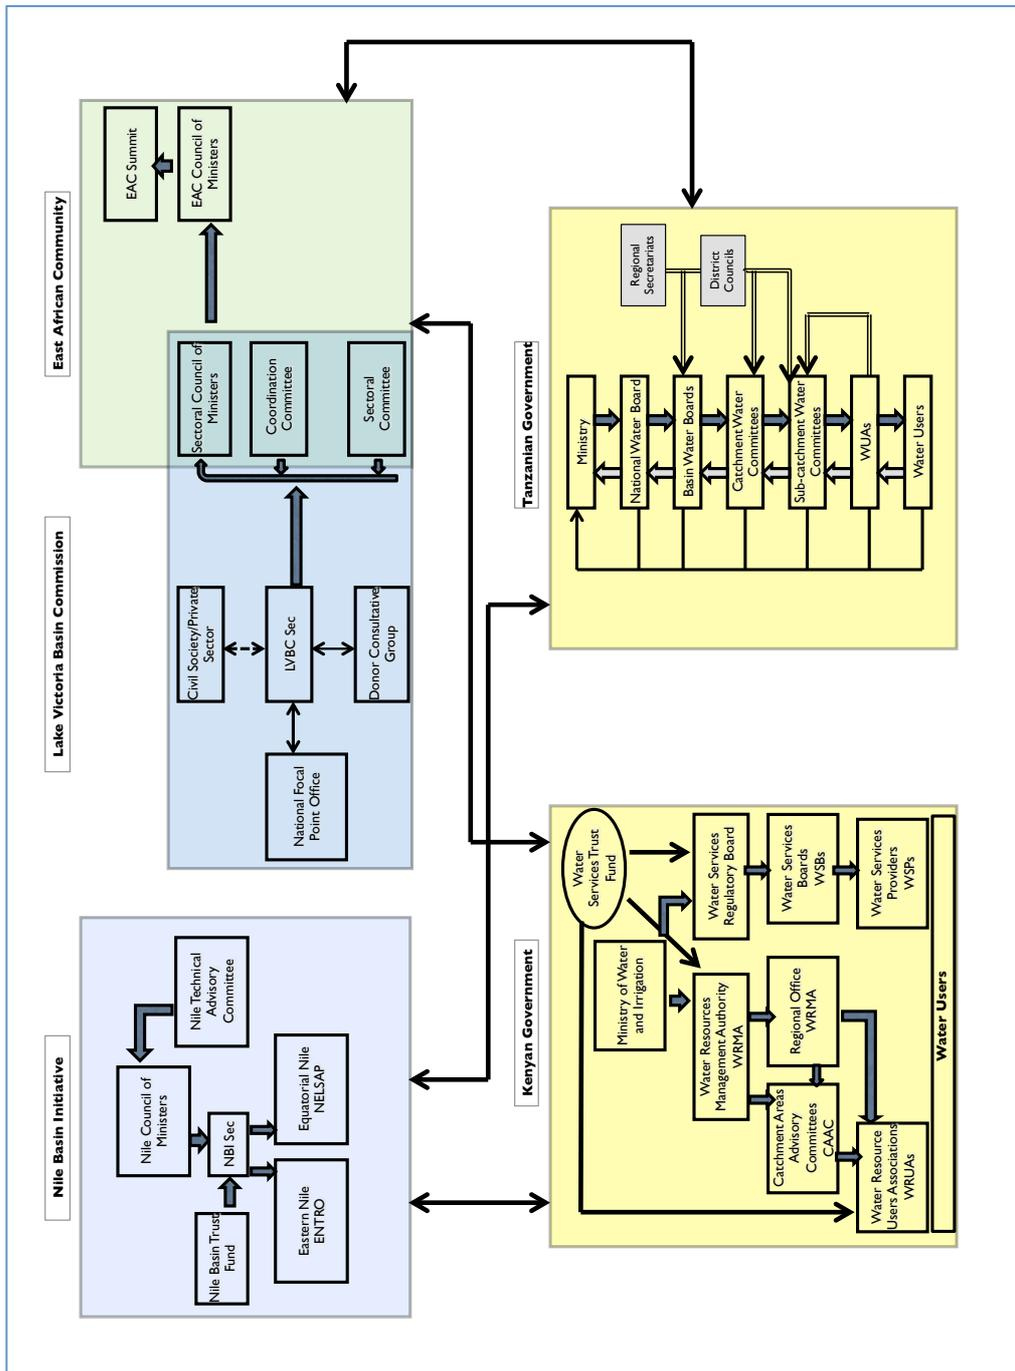 Nile Basin Initiative
Nile Basin Trust
Fund
Nile Council of
Ministers
Nile Technical
Advisory
Committee
NBI Sec
Eastern Nile
ENTRO
Equatorial Nile
NELSAP
Lake Victoria Basin Commission
National Focal
Point Office
Civil Society/Private
Sector
LVBC Sec
Donor Consultative
Group
East African Community
Sectoral Council of
Ministers
Coordination
Committee
Sectoral
Committee
EAC Summit
EAC Council of
Ministers
Kenyan Government
Water
Services Trust
Fund
Ministry of Water
and Irrigation
Water Resources
Management Authority
WRMA
Water Services
Regulatory Board
Catchment Areas
Advisory
Committees
CAAC
Regional Office
WRMA
Water Services
Boards
WSBs
Water Resource
Users Associations
WRUAs
Water Services
Providers
WSPs
Water Users
Tanzanian Government
Ministry
National Water Board
Basin Water Boards
Catchment Water
Committees
Sub-catchment Water
Committees
WUAs
Water Users
Regional
Secretariats
District
Councils